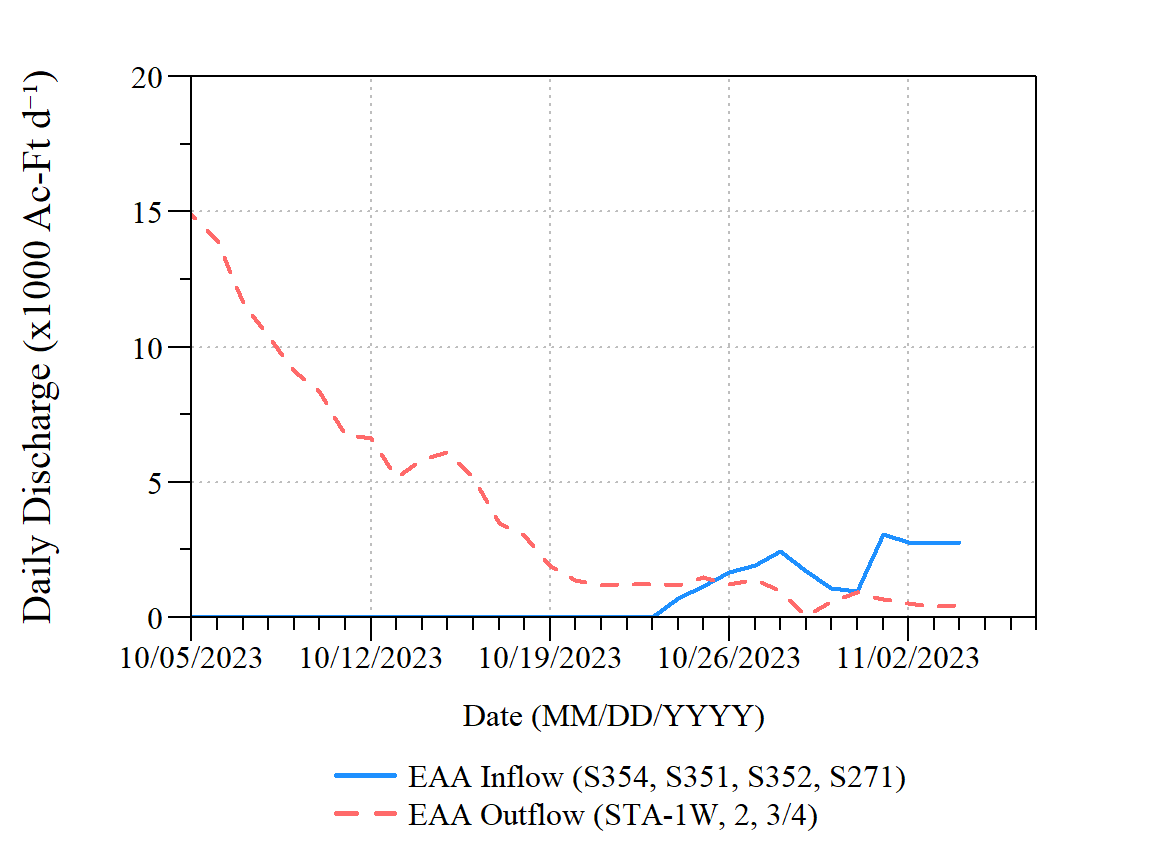 Daily Discharge (x1000 Ac-Ft d⁻¹)
20
15
10
5
0
10/05/2023 10/12/2023 10/19/2023 10/26/2023 11/02/2023
Date (MM/DD/YYYY)
EAA Inflow (S354, S351, S352, S271)
EAA Outflow (STA-1W, 2, 3/4)